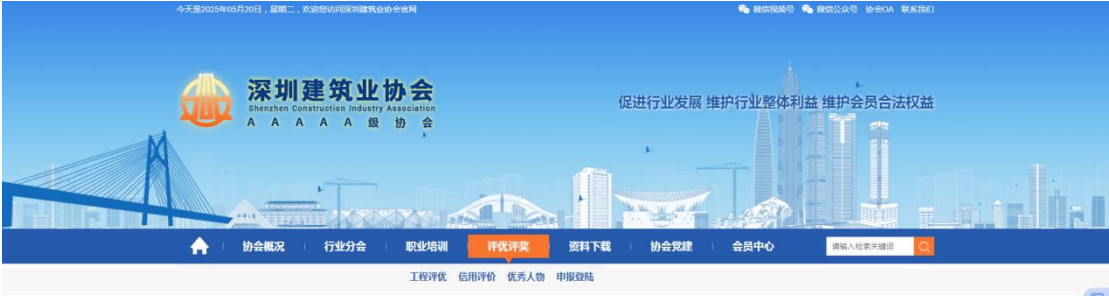 今天是2025年05月20日，星期二，欢迎您访问深圳建筑业协会官网
微信视频号 微信公众号 协会OA 联系我们
深圳建筑业协会
Shenzhen Construction Industry Association
AAAAA级协会
促进行业发展 维护行业整体利益 维护会员合法权益
协会概况 行业分会 职业培训 评优评奖 资料下载 协会党建 会员中心 请输入检索关键词
工程评优 信用评价 优秀人物 申报登陆